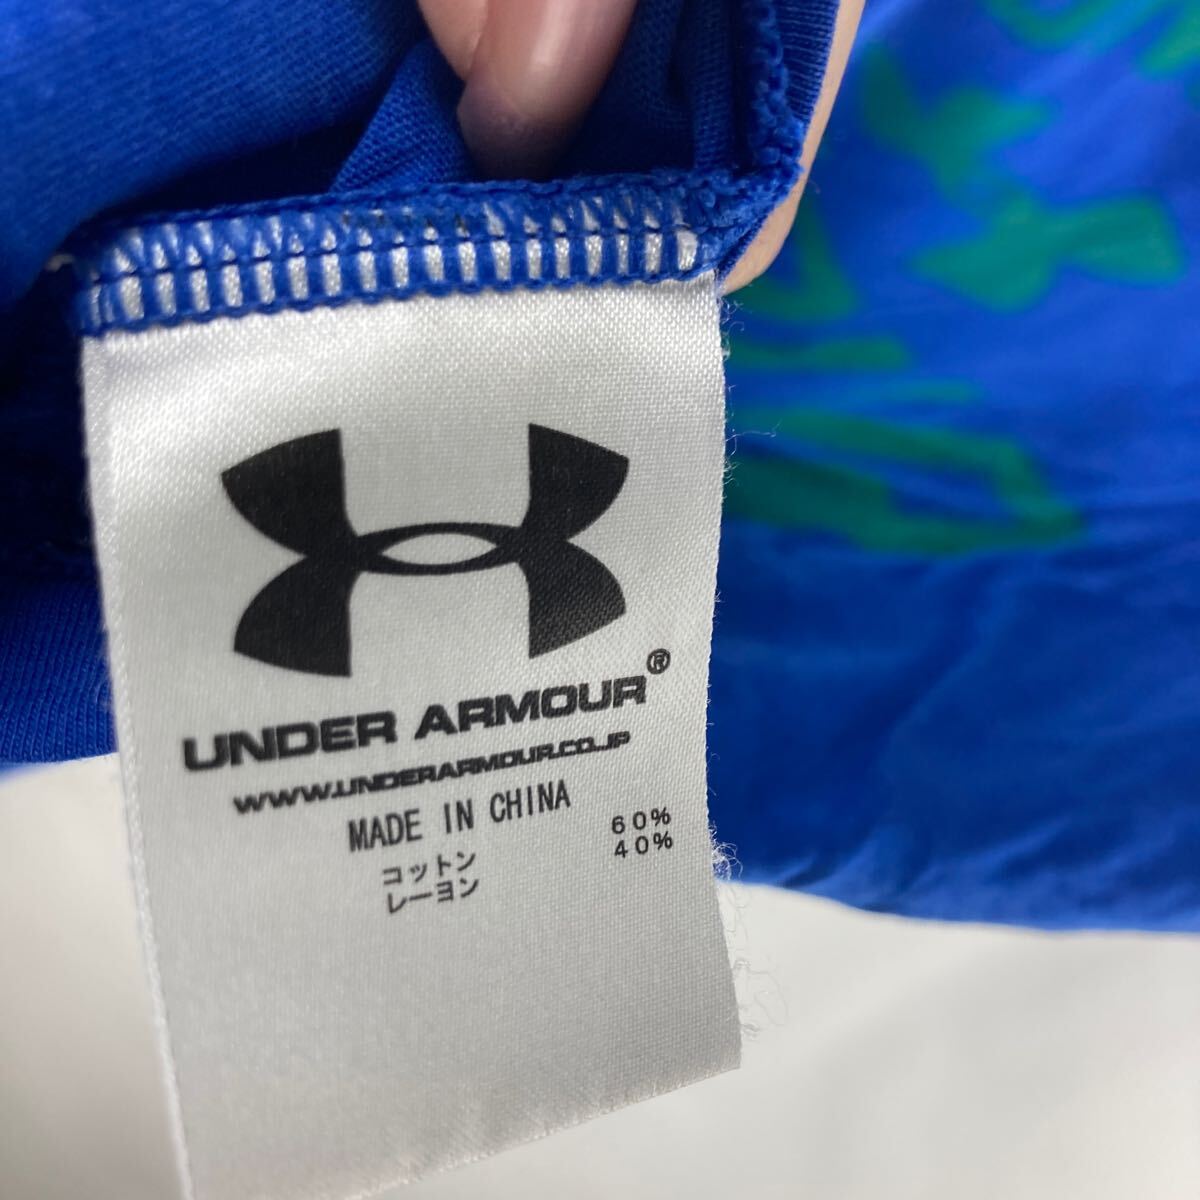 UNDER ARMOUR®
WWW.UNDERARMOUR.CO.JP
MADE IN CHINA
コットン 60%
レーヨン 40%